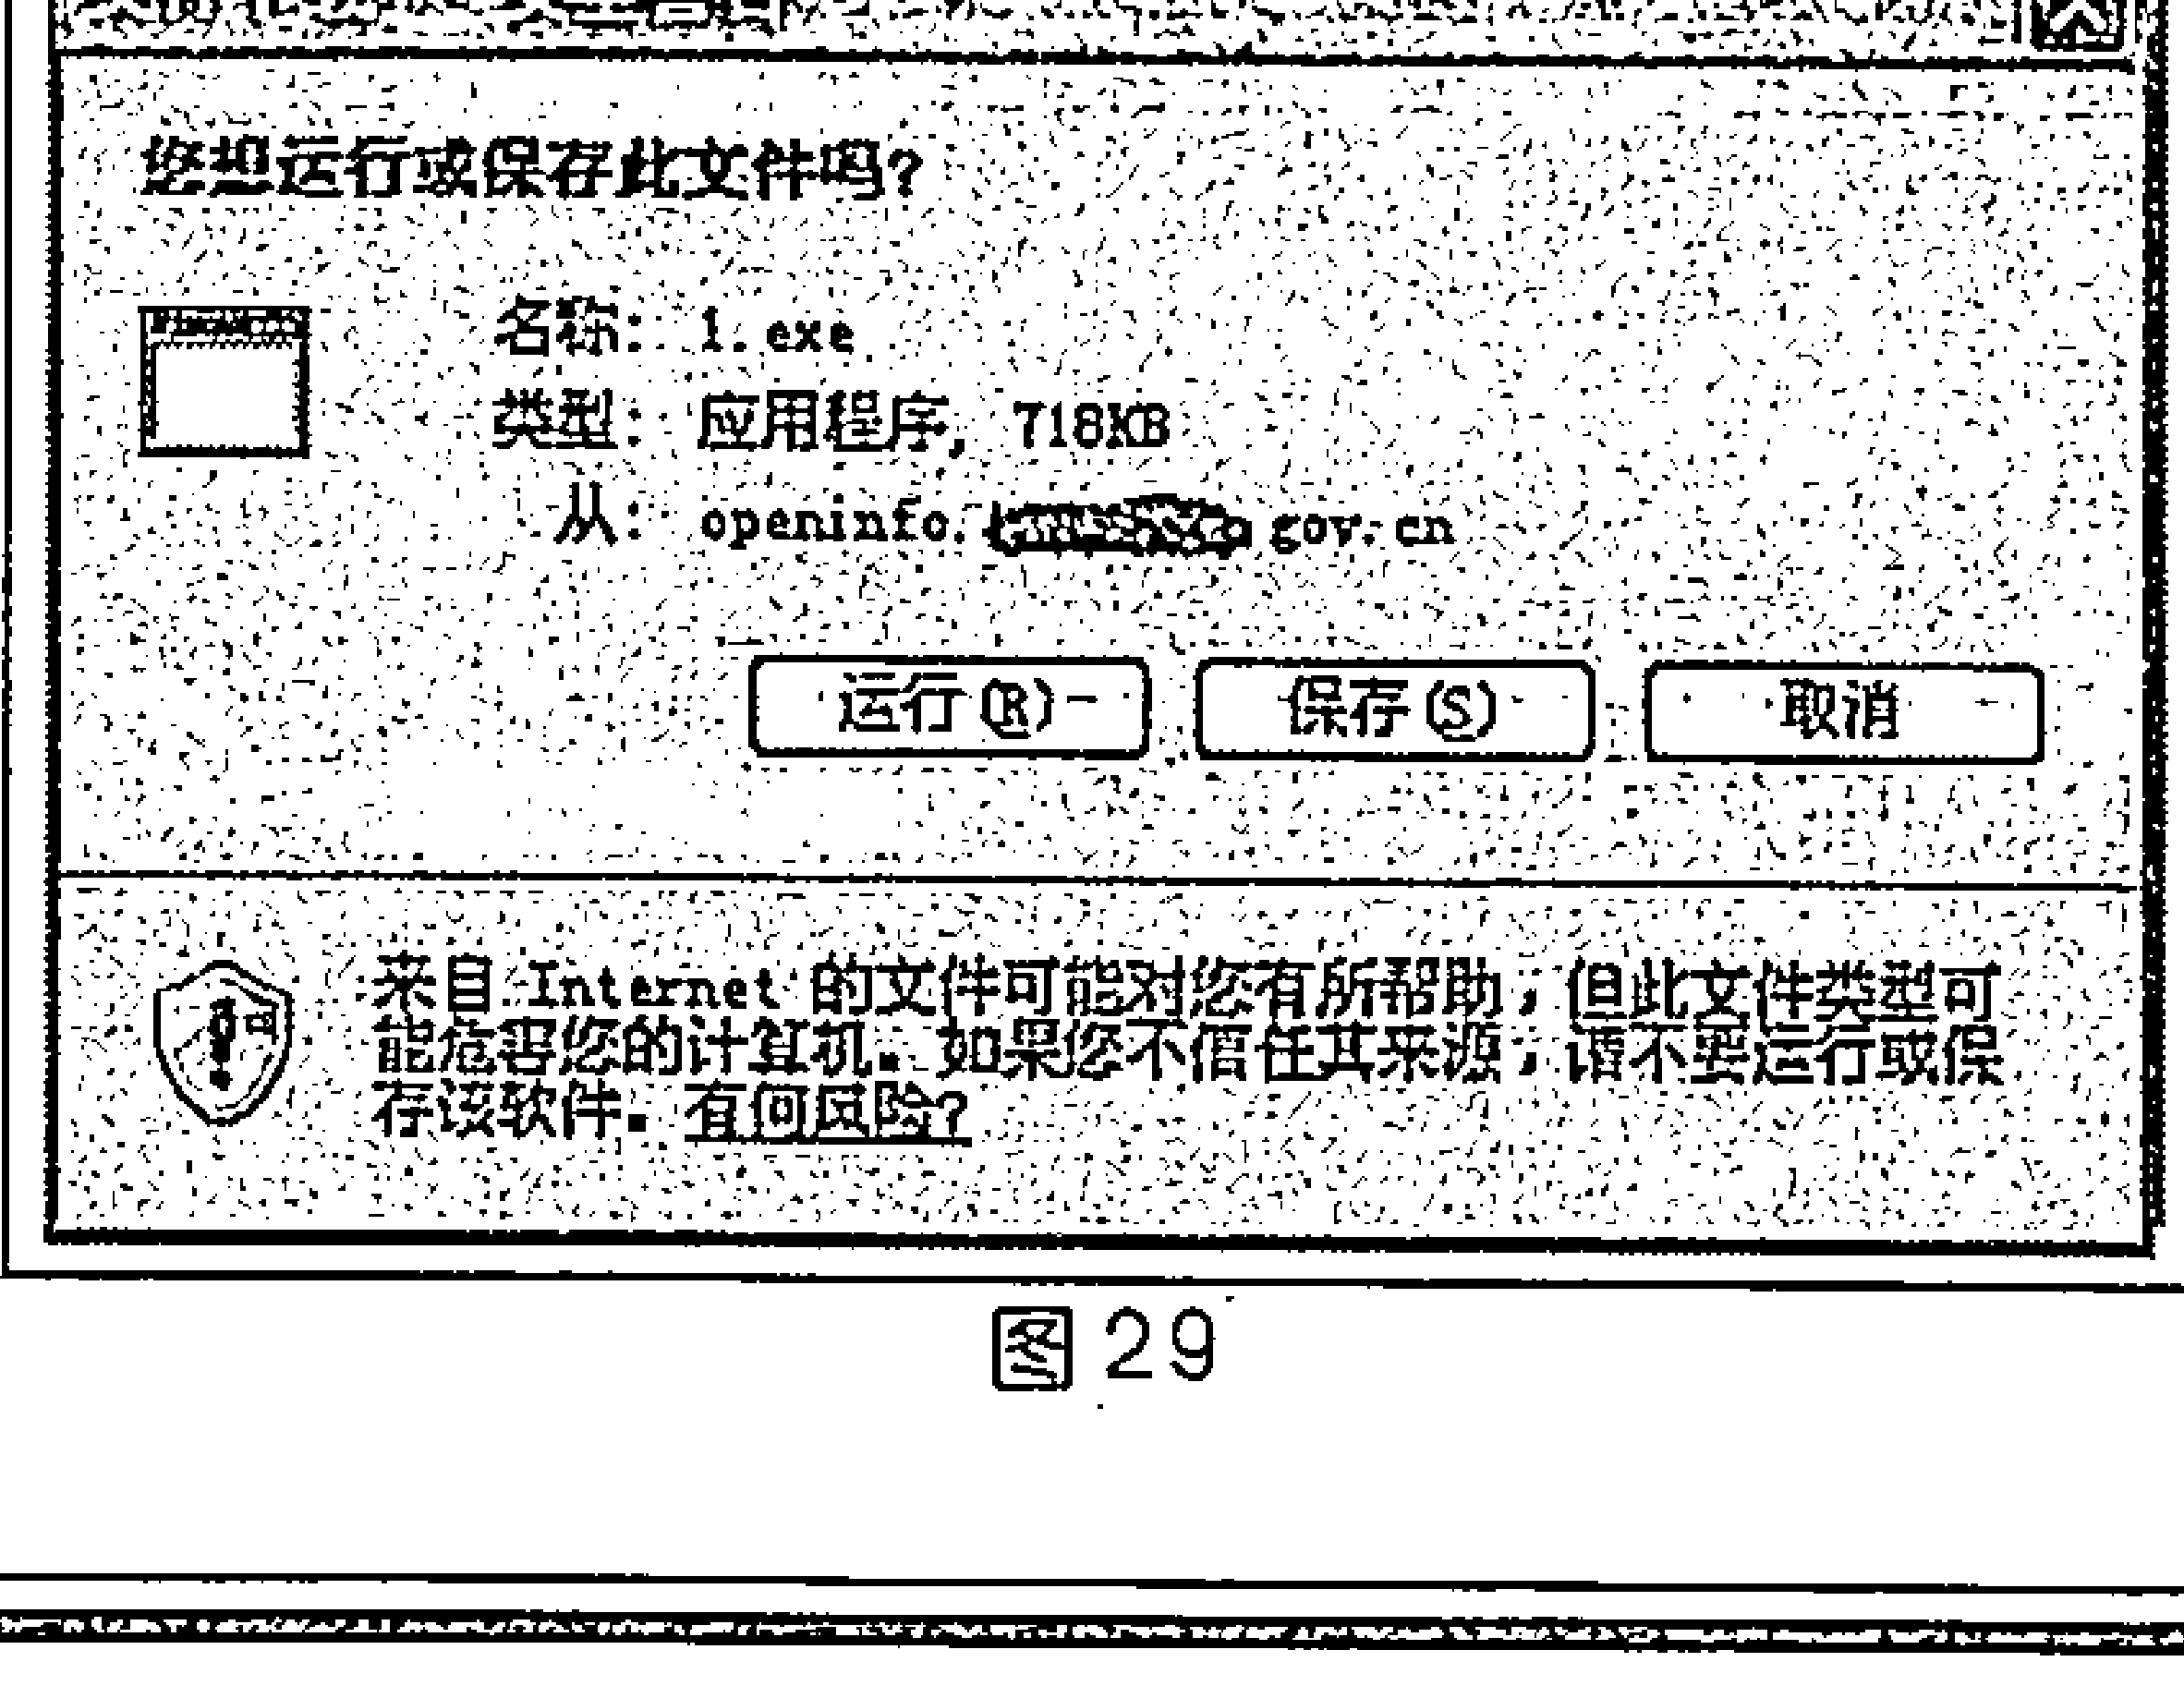 您想运行或保存此文件吗?
名称: 1.exe
类型: 应用程序, 718KB
从: openinfo. gov.cn
运行(R)
保存(S)
取消
来自 Internet 的文件可能对您有所帮助,但此文件类型可
能危害您的计算机。如果您不信任其来源,请不要运行或保
存该软件。有何风险?
图29